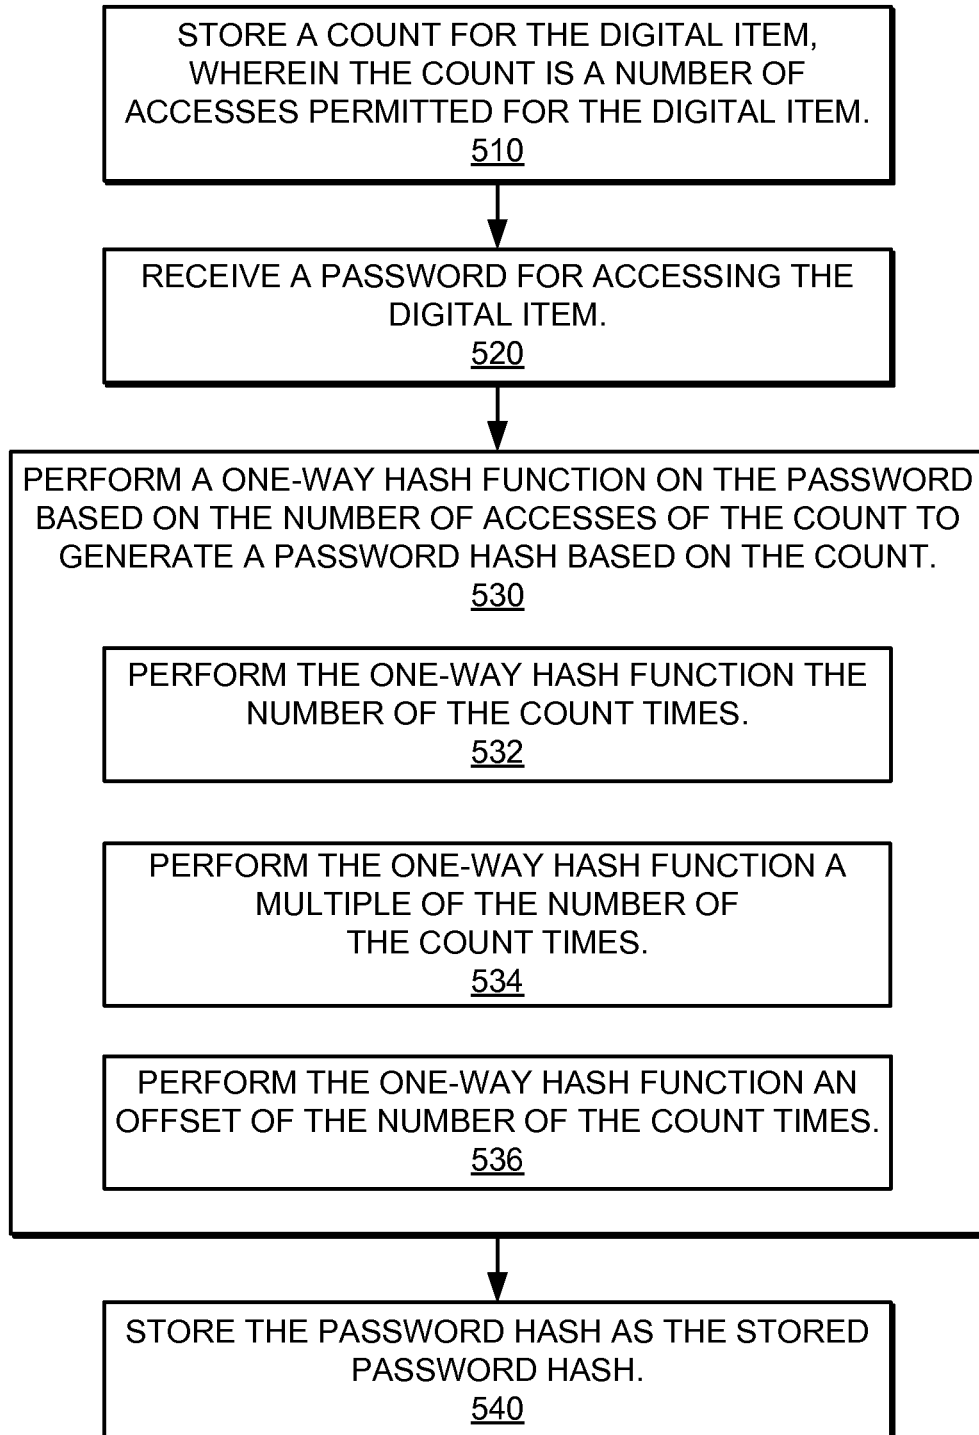 STORE A COUNT FOR THE DIGITAL ITEM,
WHEREIN THE COUNT IS A NUMBER OF
ACCESSES PERMITTED FOR THE DIGITAL ITEM.
510
RECEIVE A PASSWORD FOR ACCESSING THE
DIGITAL ITEM.
520
PERFORM A ONE-WAY HASH FUNCTION ON THE PASSWORD
BASED ON THE NUMBER OF ACCESSES OF THE COUNT TO
GENERATE A PASSWORD HASH BASED ON THE COUNT.
530
PERFORM THE ONE-WAY HASH FUNCTION THE
NUMBER OF THE COUNT TIMES.
532
PERFORM THE ONE-WAY HASH FUNCTION A
MULTIPLE OF THE NUMBER OF
THE COUNT TIMES.
534
PERFORM THE ONE-WAY HASH FUNCTION AN
OFFSET OF THE NUMBER OF THE COUNT TIMES.
536
STORE THE PASSWORD HASH AS THE STORED
PASSWORD HASH.
540